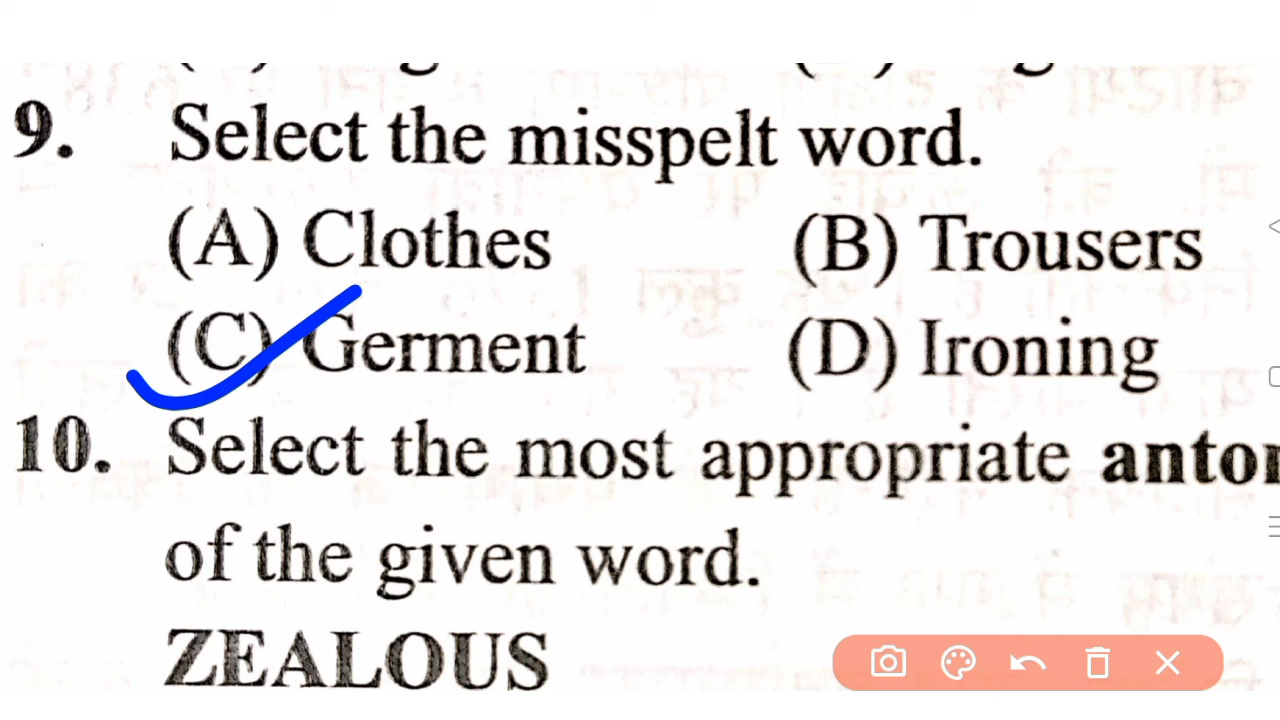 9. Select the misspelt word.
(A) Clothes (B) Trousers
(C) Germent (D) Ironing
10. Select the most appropriate
of the given word.
ZEALOUS